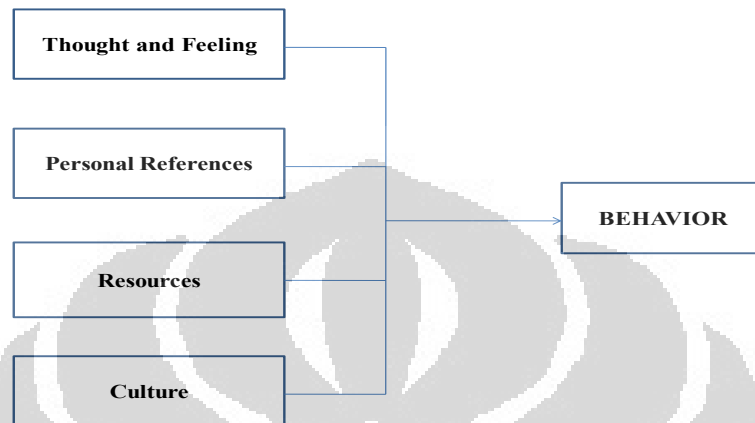 Thought and Feeling
Personal References
Resources
Culture
BEHAVIOR